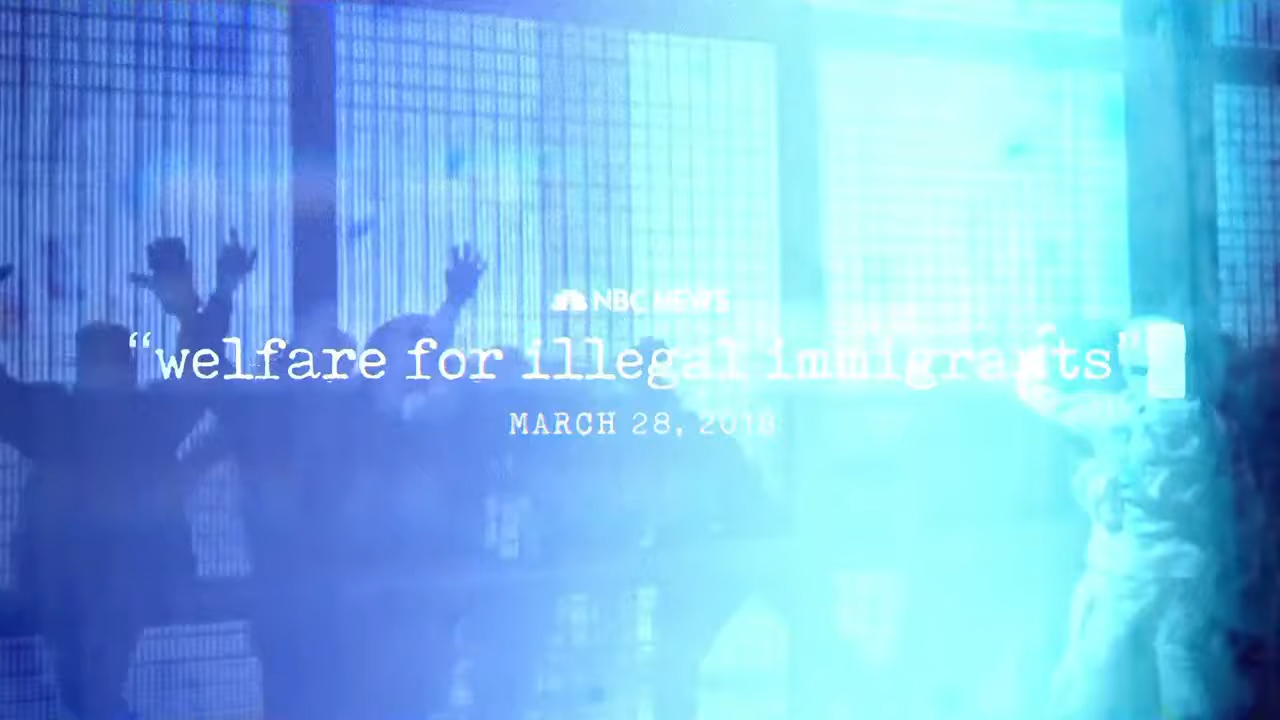 NBC NEWS
“welfare for illegal immigrants”
MARCH 28, 2018